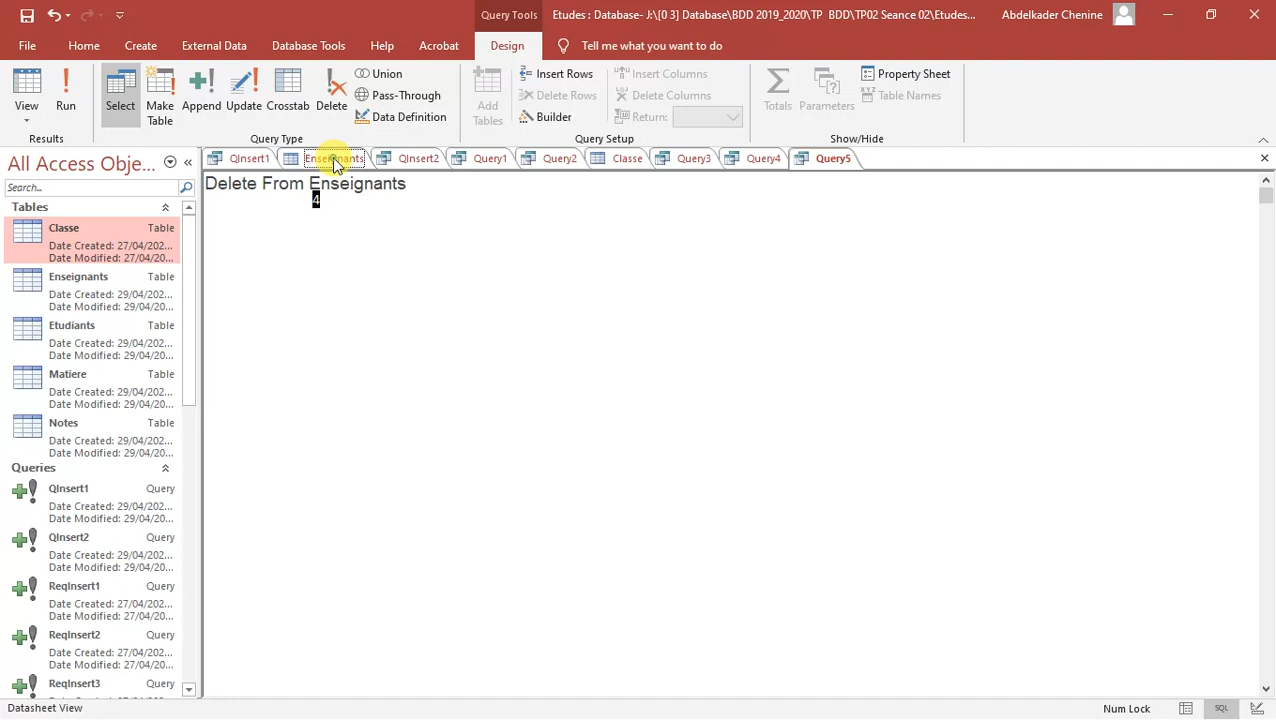 Query Tools
Etudes : Database- J:\[0 3] Database\BDD 2019_2020\TP BDD\TP02 Seance 02\Etudes...
Abdelkader Chenine
File
Home
Create
External Data
Database Tools
Help
Acrobat
Design
Tell me what you want to do
View
Run
Select
Make Table
Append
Update
Crosstab
Delete
Union
Pass-Through
Data Definition
Add Tables
Insert Rows
Delete Rows
Builder
Insert Columns
Delete Columns
Return:
Totals
Parameters
Property Sheet
Table Names
Results
Query Type
Query Setup
Show/Hide
All Access Obje...
Search...
QInsert1
Enseignants
QInsert2
Query1
Query2
Classe
Query3
Query4
Query5
Delete From Enseignants
4
Tables
Classe Table
Date Created: 27/04/202...
Date Modified: 27/04/20...
Enseignants Table
Date Created: 29/04/202...
Date Modified: 29/04/20...
Etudiants Table
Date Created: 29/04/202...
Date Modified: 29/04/20...
Matiere Table
Date Created: 29/04/202...
Date Modified: 29/04/20...
Notes Table
Date Created: 29/04/202...
Date Modified: 29/04/20...
Queries
QInsert1 Query
Date Created: 29/04/202...
Date Modified: 29/04/20...
QInsert2 Query
Date Created: 29/04/202...
Date Modified: 29/04/20...
ReqInsert1 Query
Date Created: 27/04/202...
Date Modified: 27/04/20...
ReqInsert2 Query
Date Created: 27/04/202...
Date Modified: 27/04/20...
ReqInsert3 Query
Datasheet View
Num Lock
SQL